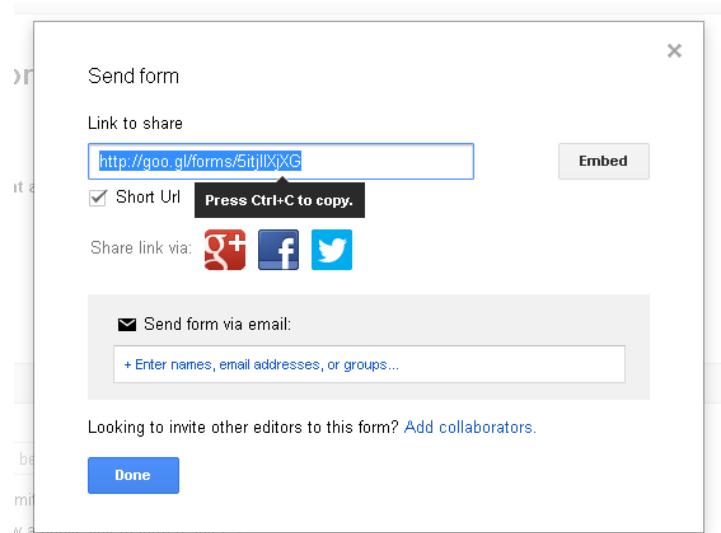 Send form
Link to share
http://goo.gl/forms/5itjlIXjXG
Embed
Short Url
Press Ctrl+C to copy.
Share link via:
Send form via email:
+ Enter names, email addresses, or groups...
Looking to invite other editors to this form? Add collaborators.
Done